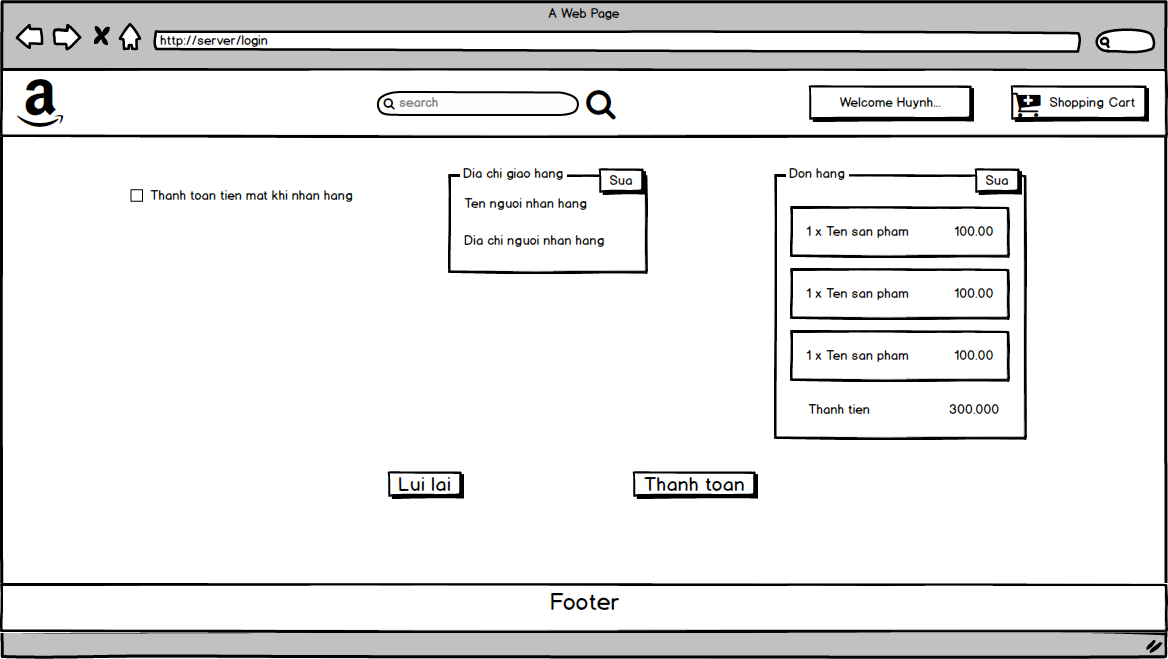 A Web Page
http://server/login
a
search
Welcome Huynh...
Shopping Cart
Thanh toan tien mat khi nhan hang
Dia chi giao hang
Sua
Ten nguoi nhan hang
Dia chi nguoi nhan hang
Don hang
Sua
1 x Ten san pham 100.00
1 x Ten san pham 100.00
1 x Ten san pham 100.00
Thanh tien 300.000
Lui lai
Thanh toan
Footer